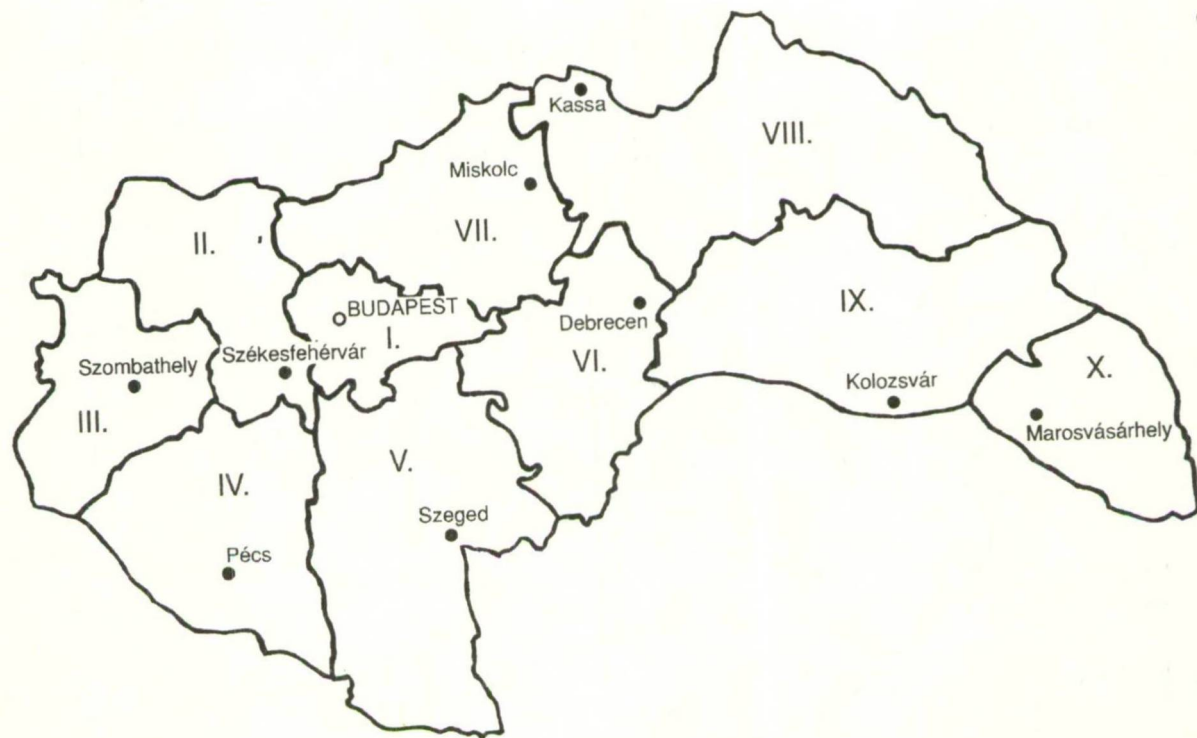 Kassa
VIII.
Miskolc
VII.
II.
BUDAPEST
I.
IX.
Debrecen
VI.
Székesfehérvár
Szombathely
III.
Kolozsvár
X.
Marosvásárhely
IV.
V.
Szeged
Pécs